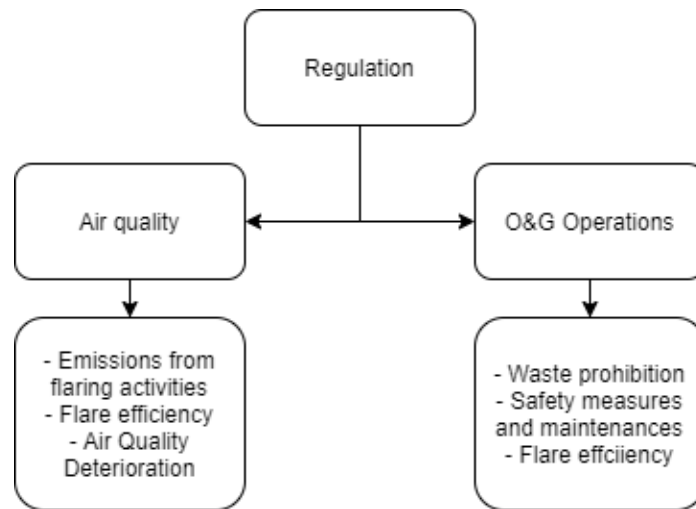 Regulation
Air quality
O&G Operations
- Emissions from
flaring activities
- Flare efficiency
- Air Quality
Deterioration
- Waste prohibition
- Safety measures
and maintenances
- Flare effciiency